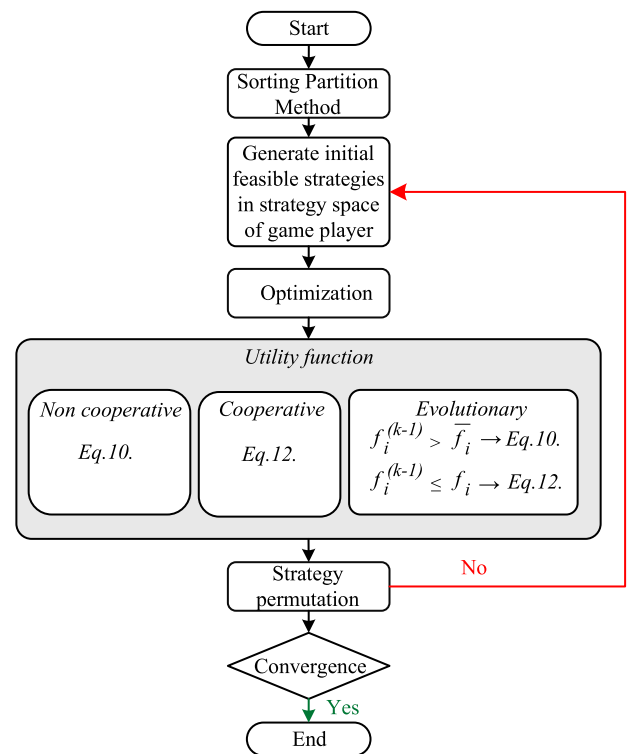 Start
Sorting Partition
Method
Generate initial
feasible strategies
in strategy space
of game player
Optimization
Utility function
Non cooperative
Eq.10.
Cooperative
Eq.12.
Evolutionary
f_i^(k-1) > f̅_i → Eq.10.
f_i^(k-1) ≤ f_i → Eq.12.
Strategy
permutation
No
Convergence
Yes
End